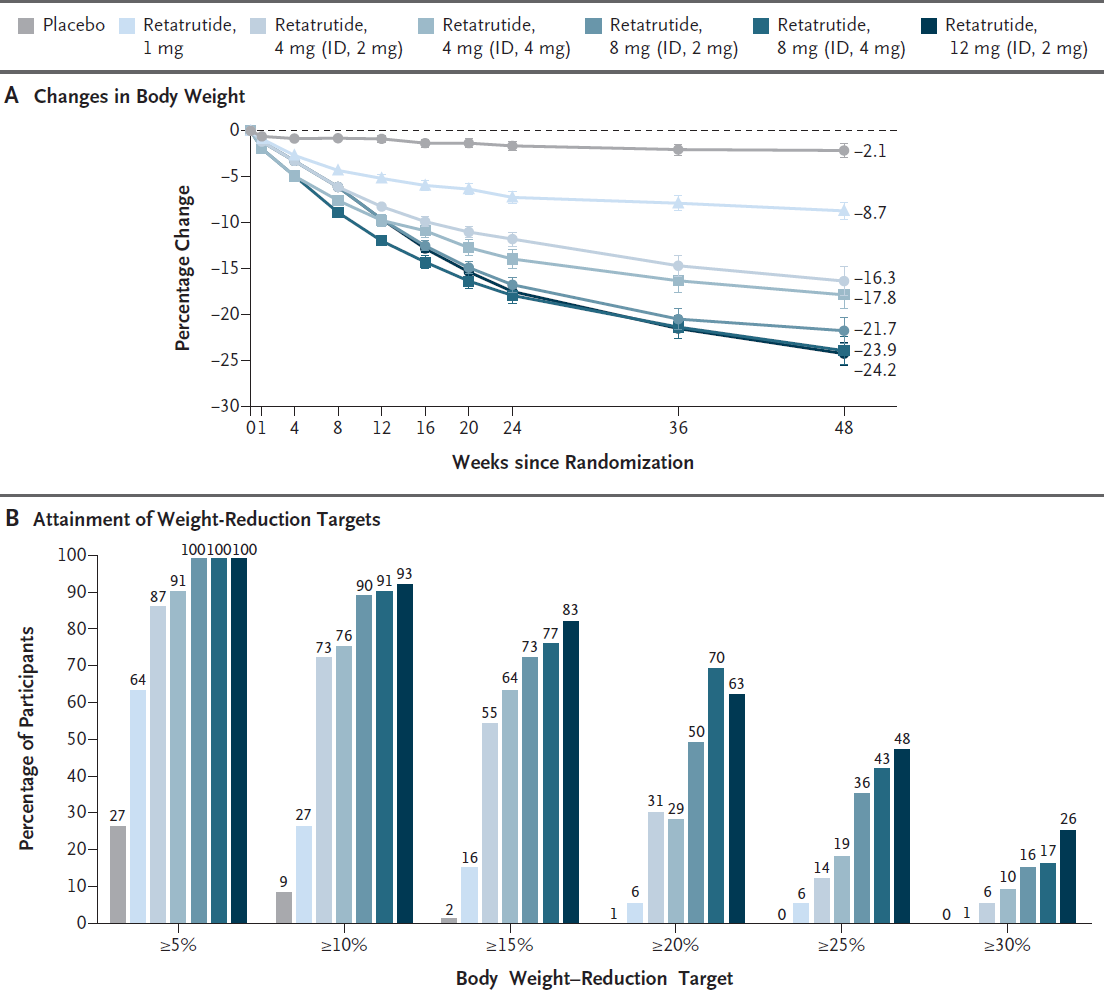 Placebo
Retatrutide,
1 mg
Retatrutide,
4 mg (ID, 2 mg)
Retatrutide,
4 mg (ID, 4 mg)
Retatrutide,
8 mg (ID, 2 mg)
Retatrutide,
8 mg (ID, 4 mg)
Retatrutide,
12 mg (ID, 2 mg)
A Changes in Body Weight
Percentage Change
0
–5
–10
–15
–20
–25
–30
–2.1
–8.7
–16.3
–17.8
–21.7
–23.9
–24.2
0 1 4 8 12 16 20 24 36 48
Weeks since Randomization
B Attainment of Weight-Reduction Targets
Percentage of Participants
100
90
80
70
60
50
40
30
20
10
0
27 64 87 91 100 100 100
9 27 73 76 90 91 93
2 16 55 64 73 77 83
1 6 31 29 50 70 63
0 6 14 19 36 43 48
0 1 6 10 16 17 26
≥5% ≥10% ≥15% ≥20% ≥25% ≥30%
Body Weight–Reduction Target